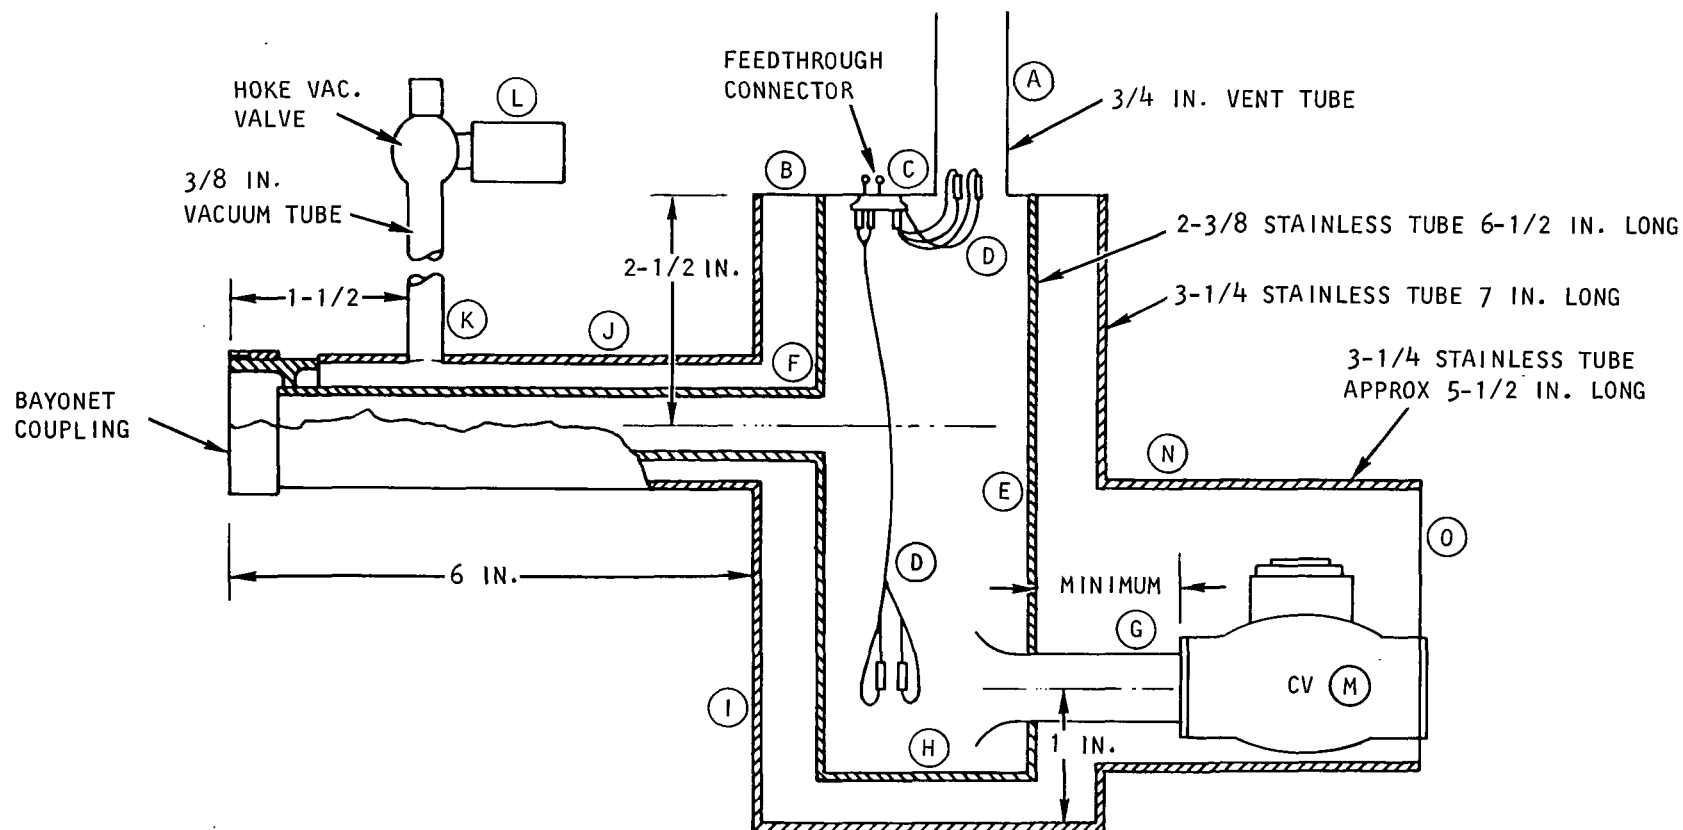 FEEDTHROUGH
CONNECTOR
A
3/4 IN. VENT TUBE
HOKE VAC.
VALVE
L
B
C
3/8 IN.
VACUUM TUBE
2-3/8 STAINLESS TUBE 6-1/2 IN. LONG
D
2-1/2 IN.
1-1/2
3-1/4 STAINLESS TUBE 7 IN. LONG
K
J
F
3-1/4 STAINLESS TUBE
APPROX 5-1/2 IN. LONG
BAYONET
COUPLING
N
E
O
6 IN.
D
MINIMUM
G
CV M
I
H
1 IN.